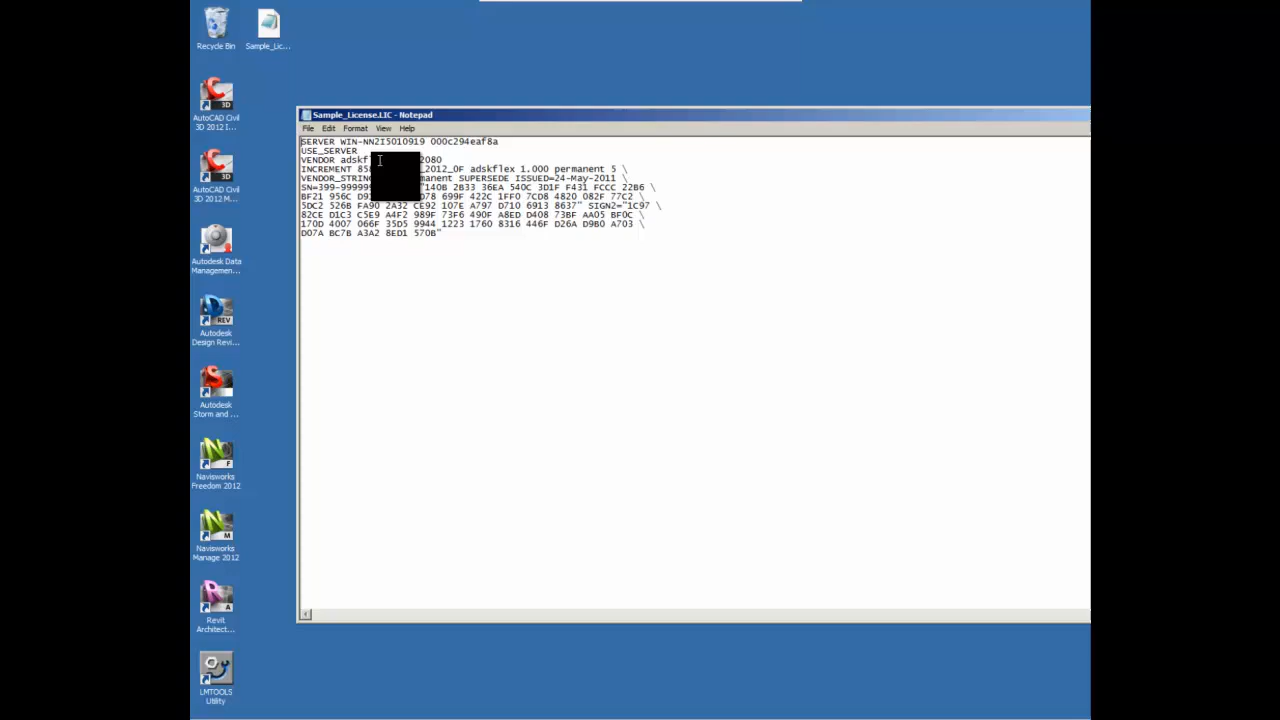 Recycle Bin
Sample_Lic...
AutoCAD Civil
3D 2012 I...
AutoCAD Civil
3D 2012 M...
Autodesk Data
Managemen...
Autodesk
Design Revi...
Autodesk
Storm and ...
Navisworks
Freedom 2012
Navisworks
Manage 2012
Revit
Architect...
LMTOOLS
Utility
Sample_License.LIC - Notepad
File Edit Format View Help
SERVER WIN-NN2I5010919 000c294eaf8a
USE_SERVER
VENDOR adskf 2080
INCREMENT 858 _2012_0F adskflex 1.000 permanent 5 \
VENDOR_STRIN manent SUPERSEDE ISSUED=24-May-2011 \
SN=399-999999 "140B 2B33 36EA 540C 3D1F F431 FCCC 22B6 \
BF21 956C D9 D78 699F 422C 1FF0 7CD8 4820 082F 77C2 \
5DC2 526B FA90 2A32 CE92 107E A797 D710 6913 8637" SIGN2="1C97 \
82CE D1C3 C5E9 A4F2 989F 73F6 490F A8ED D408 73BF AA05 BF0C \
170D 4007 066F 35D5 9944 1223 1760 8316 446F D26A D9B0 A703 \
D07A BC7B A3A2 8ED1 570B"